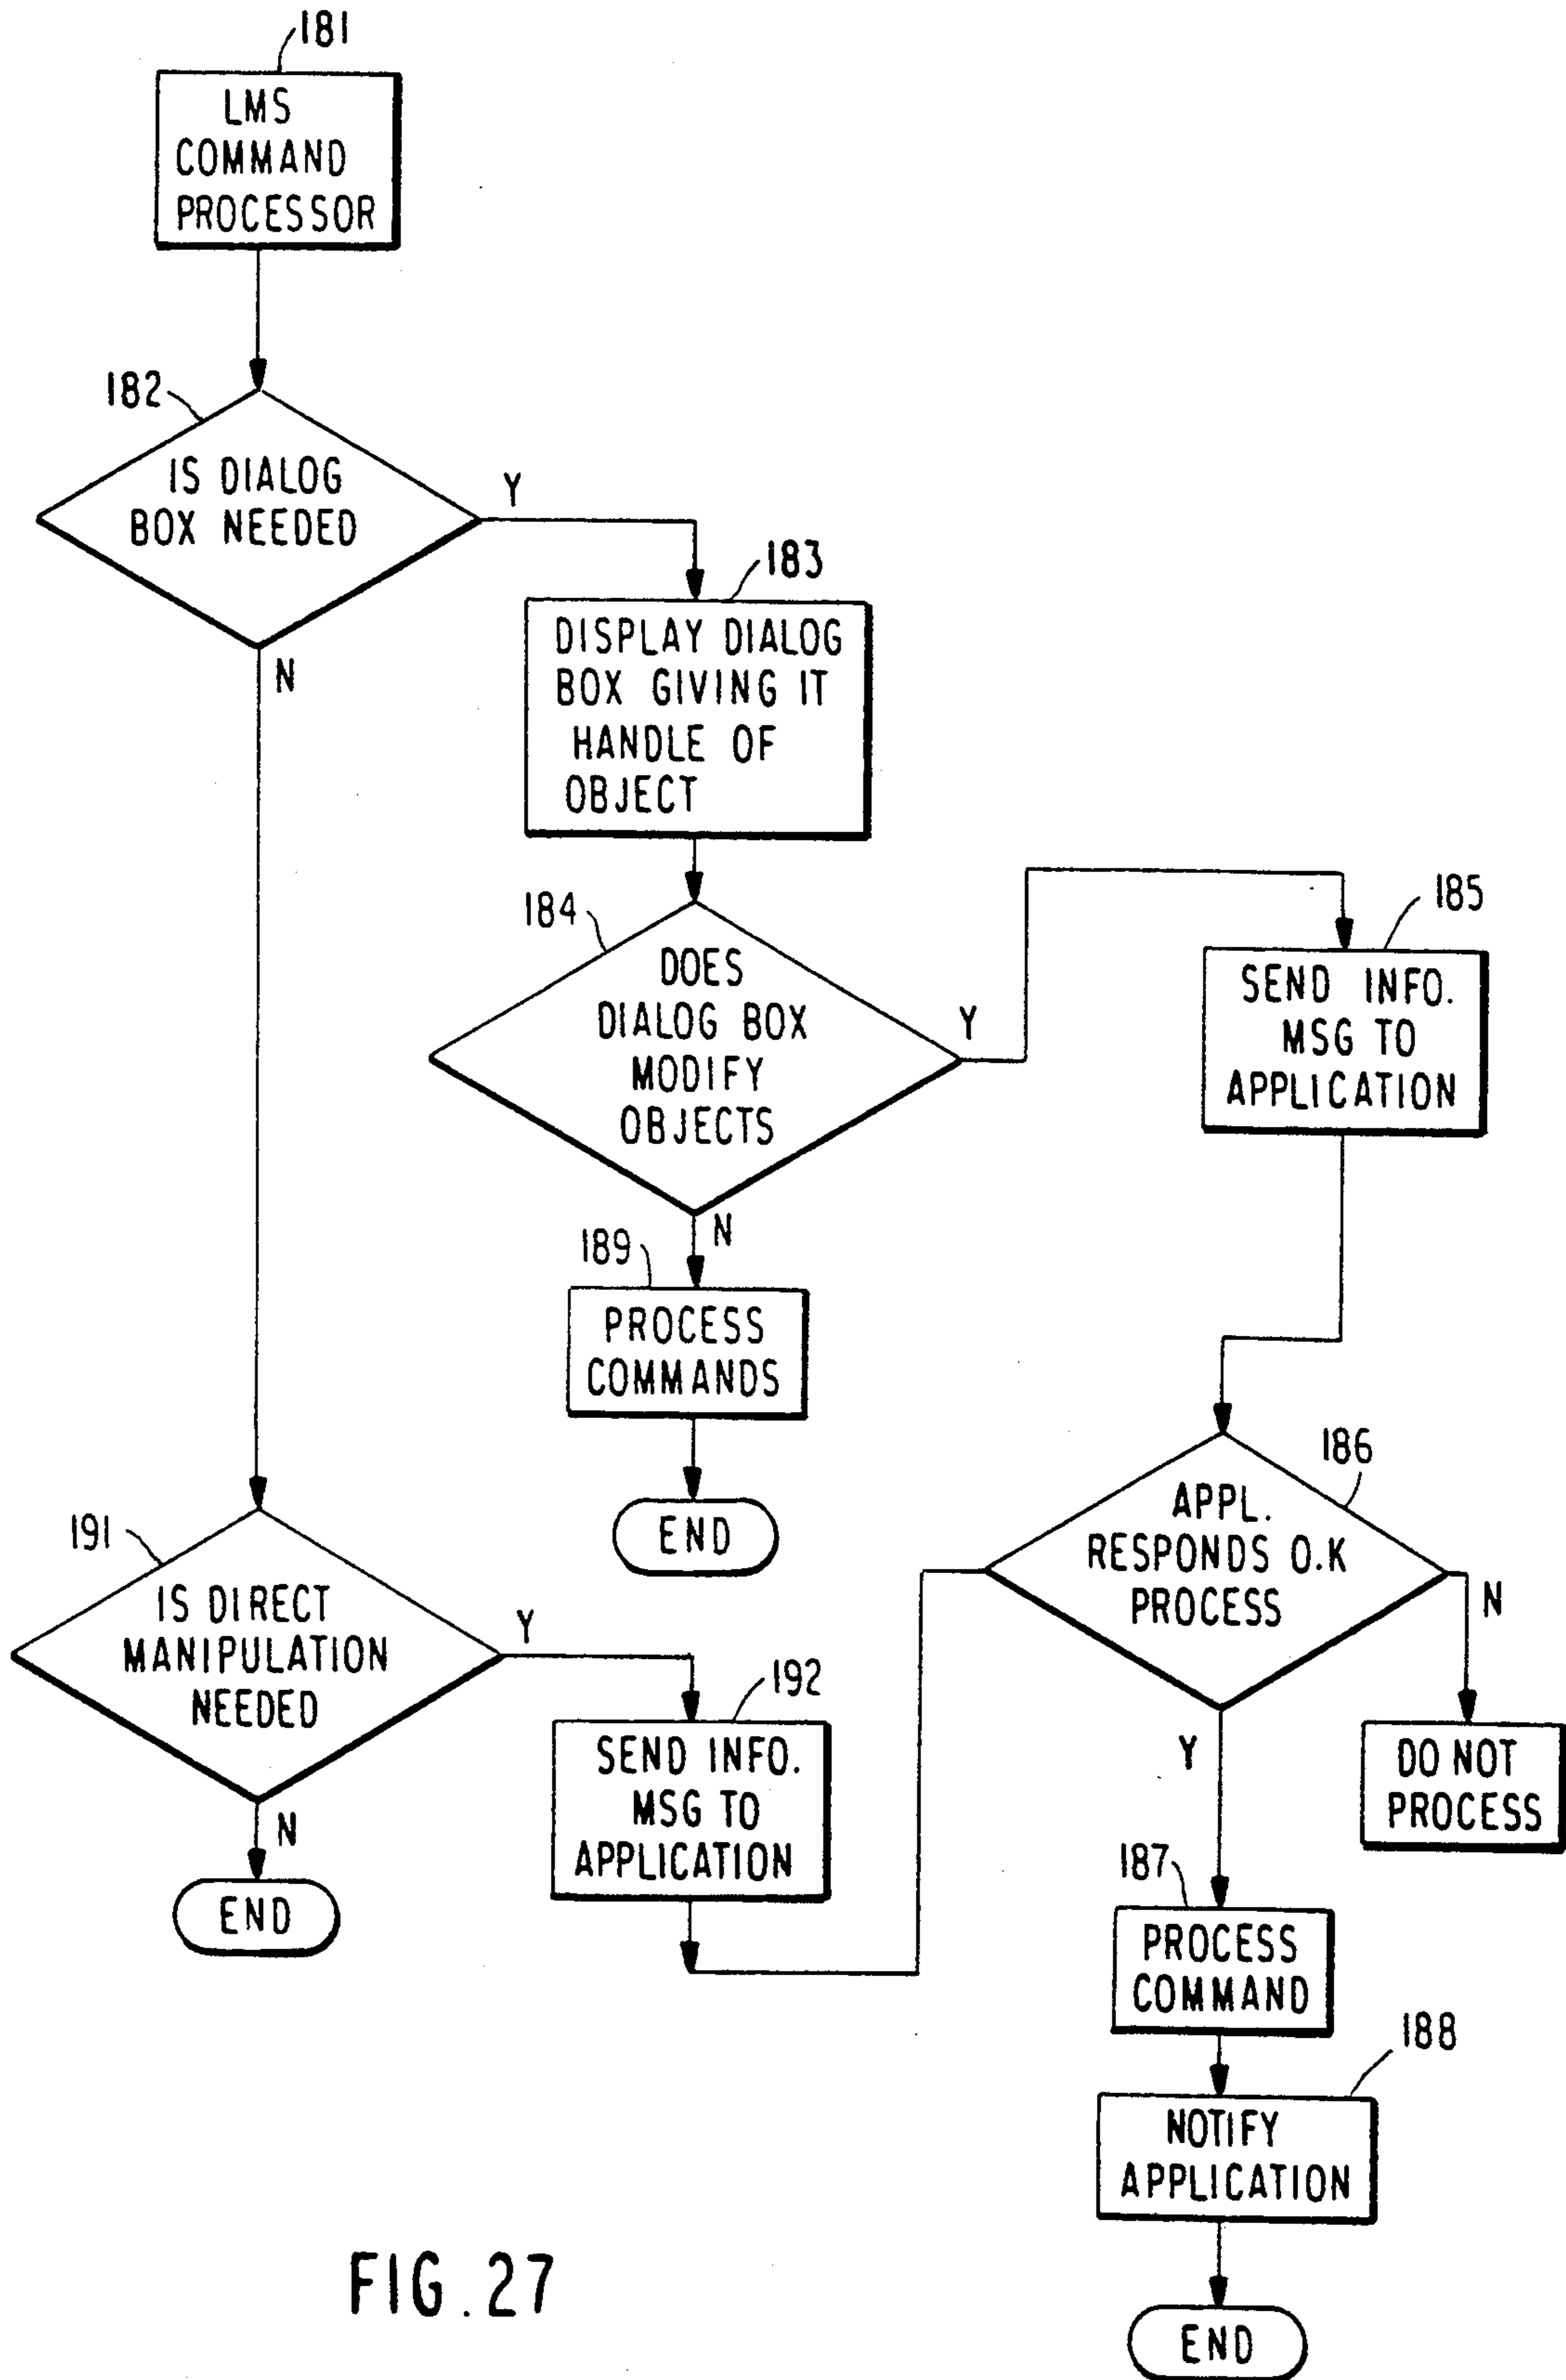 181
LMS
COMMAND
PROCESSOR
182
IS DIALOG
BOX NEEDED
Y
N
183
DISPLAY DIALOG
BOX GIVING IT
HANDLE OF
OBJECT
184
DOES
DIALOG BOX
MODIFY
OBJECTS
Y
N
185
SEND INFO.
MSG TO
APPLICATION
189
PROCESS
COMMANDS
END
186
APPL.
RESPONDS O.K
PROCESS
N
Y
DO NOT
PROCESS
191
IS DIRECT
MANIPULATION
NEEDED
Y
N
END
192
SEND INFO.
MSG TO
APPLICATION
187
PROCESS
COMMAND
188
NOTIFY
APPLICATION
END
FIG. 27